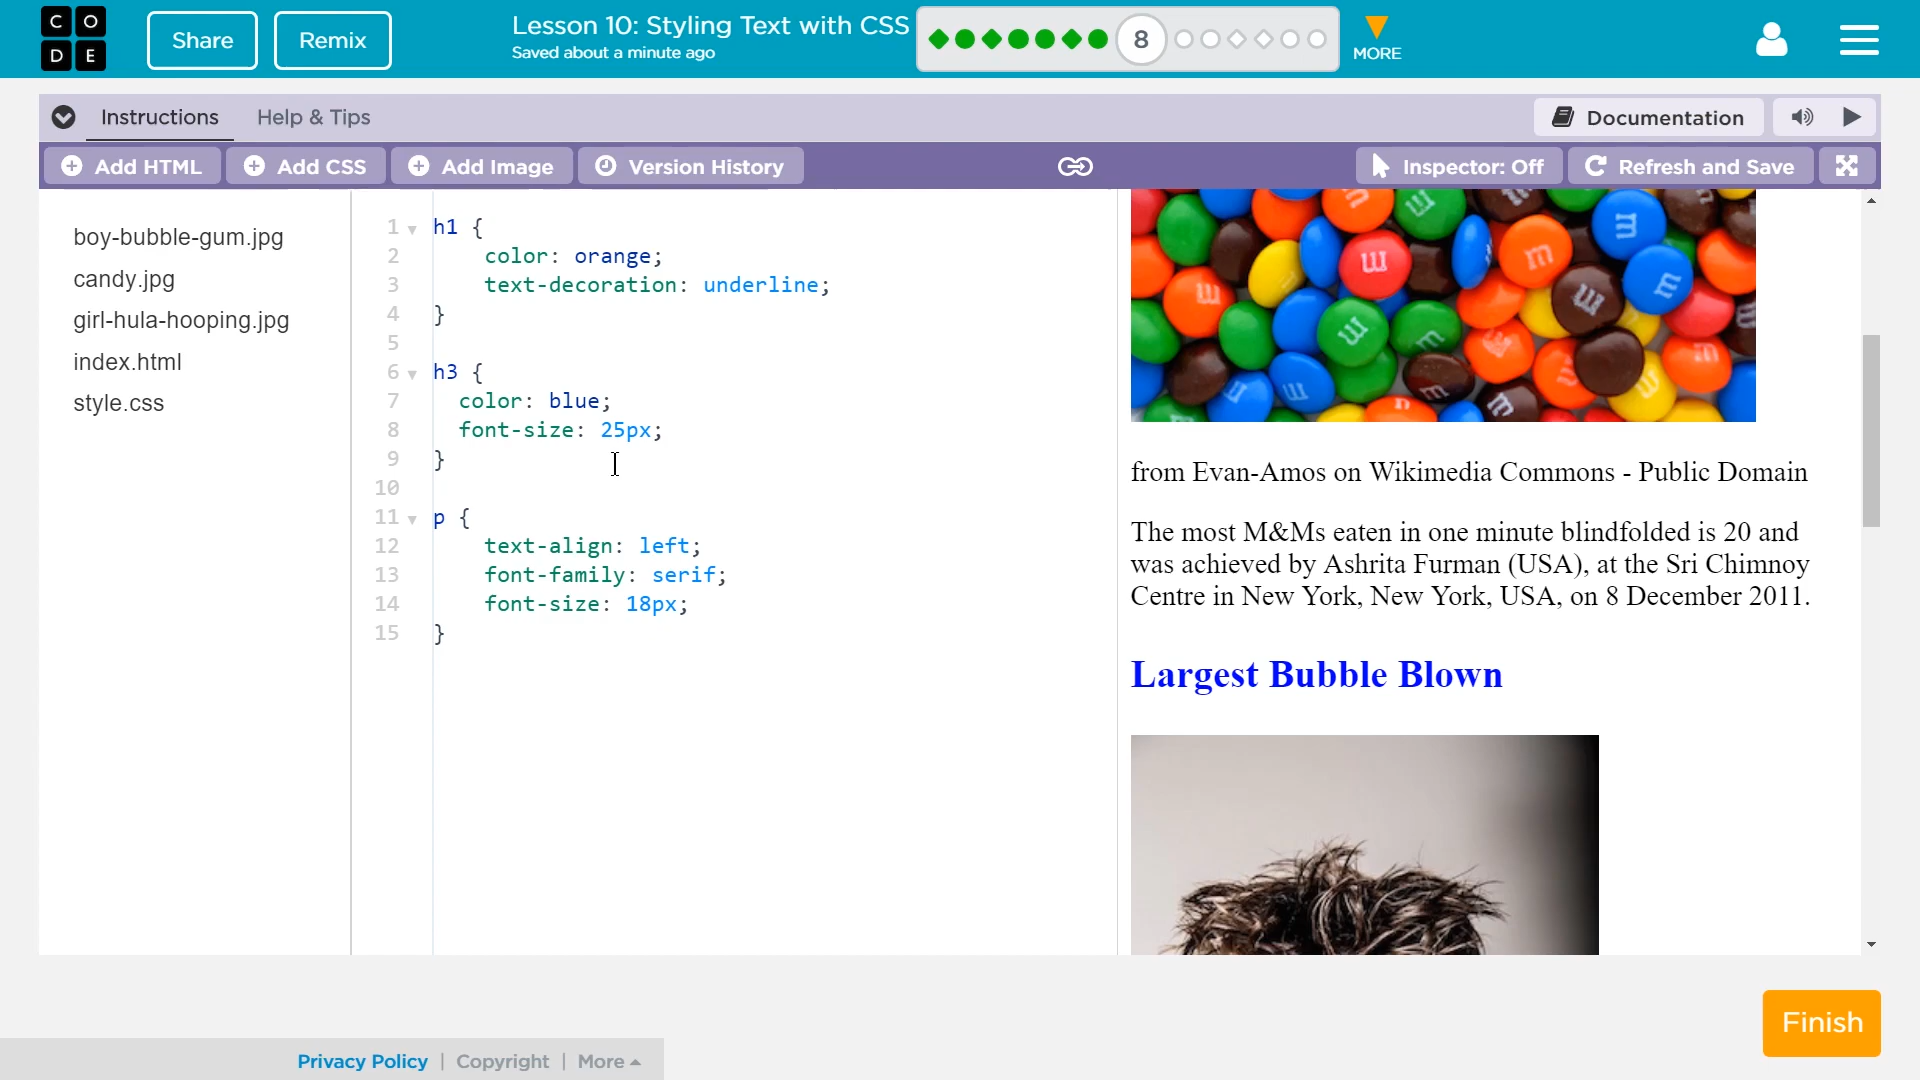 C O
D E
Share
Remix
Lesson 10: Styling Text with CSS
Saved about a minute ago
8
MORE
Instructions
Help & Tips
Documentation
Add HTML
Add CSS
Add Image
Version History
Inspector: Off
Refresh and Save
boy-bubble-gum.jpg
candy.jpg
girl-hula-hooping.jpg
index.html
style.css
1 h1 {
2 color: orange;
3 text-decoration: underline;
4 }
5
6 h3 {
7 color: blue;
8 font-size: 25px;
9 }
10
11 p {
12 text-align: left;
13 font-family: serif;
14 font-size: 18px;
15 }
from Evan-Amos on Wikimedia Commons - Public Domain
The most M&Ms eaten in one minute blindfolded is 20 and
was achieved by Ashrita Furman (USA), at the Sri Chimnoy
Centre in New York, New York, USA, on 8 December 2011.
Largest Bubble Blown
Finish
Privacy Policy | Copyright | More